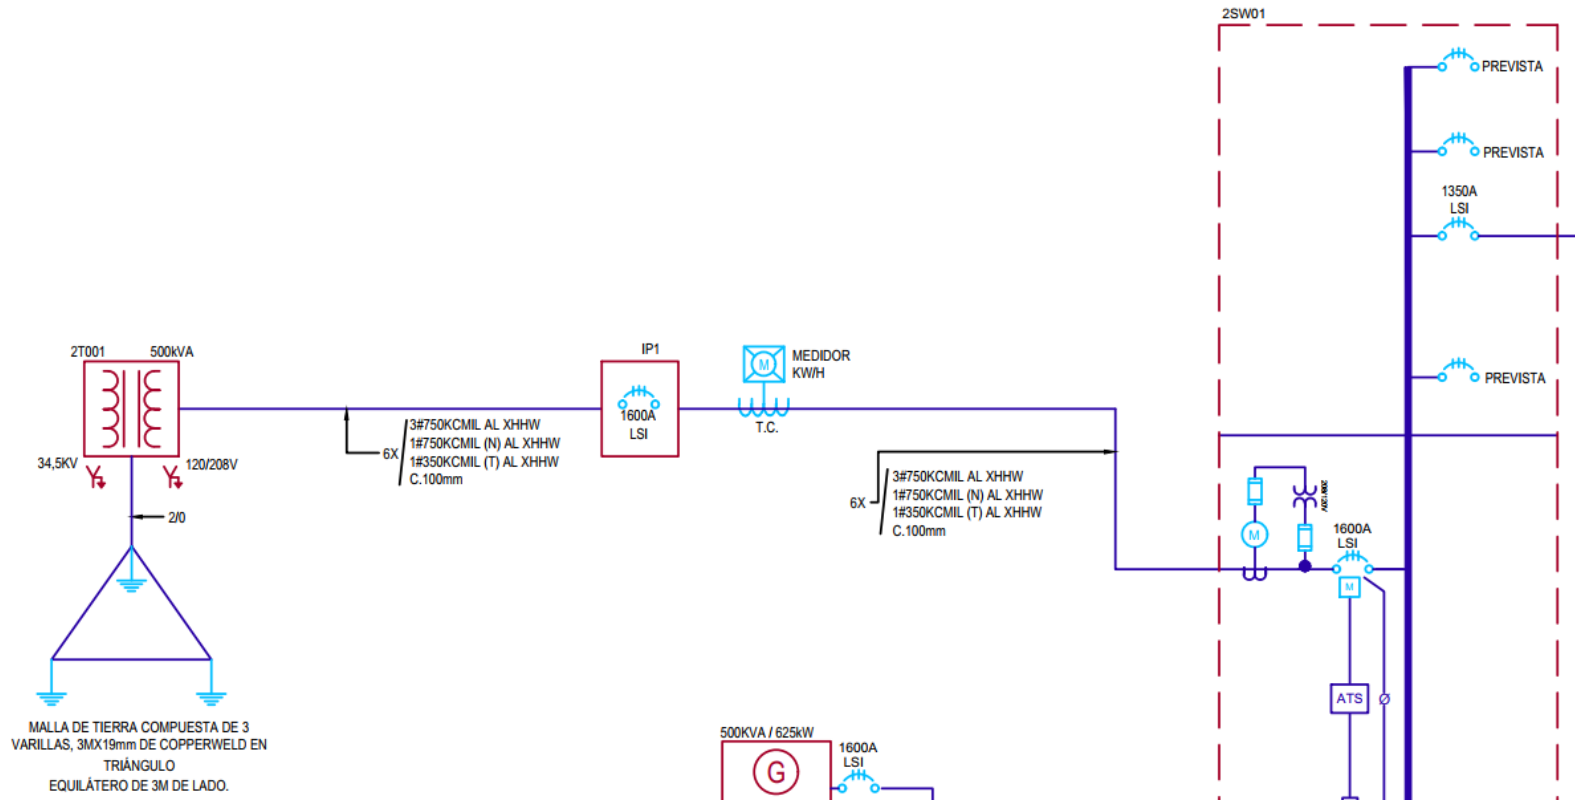 2SW01
PREVISTA
PREVISTA
1350A
LSI
PREVISTA
2T001
500kVA
34,5KV
120/208V
2/0
6X
3#750KCMIL AL XHHW
1#750KCMIL (N) AL XHHW
1#350KCMIL (T) AL XHHW
C.100mm
IP1
1600A
LSI
M
MEDIDOR
KW/H
T.C.
6X
3#750KCMIL AL XHHW
1#750KCMIL (N) AL XHHW
1#350KCMIL (T) AL XHHW
C.100mm
M
1600A
LSI
M
ATS
Ø
MALLA DE TIERRA COMPUESTA DE 3
VARILLAS, 3MX19mm DE COPPERWELD EN
TRIÁNGULO
EQUILÁTERO DE 3M DE LADO.
500KVA / 625kW
G
1600A
LSI